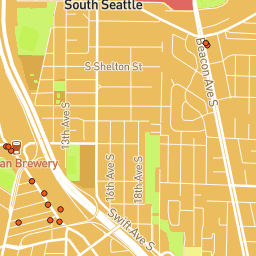 South Seattle
S Shelton St
Beacon Ave S
13th Ave S
an Brewery
16th Ave S
18th Ave S
Swift Ave S